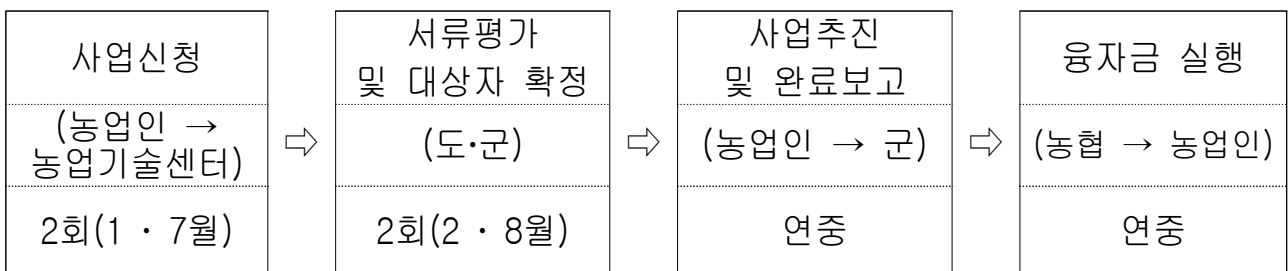 사업신청
(농업인 →
농업기술센터)
2회(1 · 7월)
⇨
서류평가
및 대상자 확정
(도·군)
2회(2 · 8월)
⇨
사업추진
및 완료보고
(농업인 → 군)
연중
⇨
융자금 실행
(농협 → 농업인)
연중